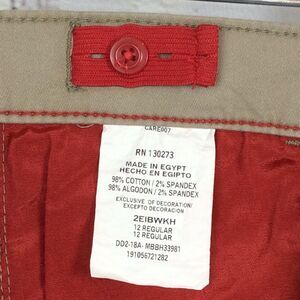 CARE007
RN 130273
MADE IN EGYPT
HECHO EN EGIPTO
98% COTTON / 2% SPANDEX
98% ALGODON / 2% SPANDEX
EXCLUSIVE OF DECORATION/
EXCEPTO DECORACION
2EIBWKH
12 REGULAR
12 REGULAR
DD2-18A- MBBH33981
191056721282